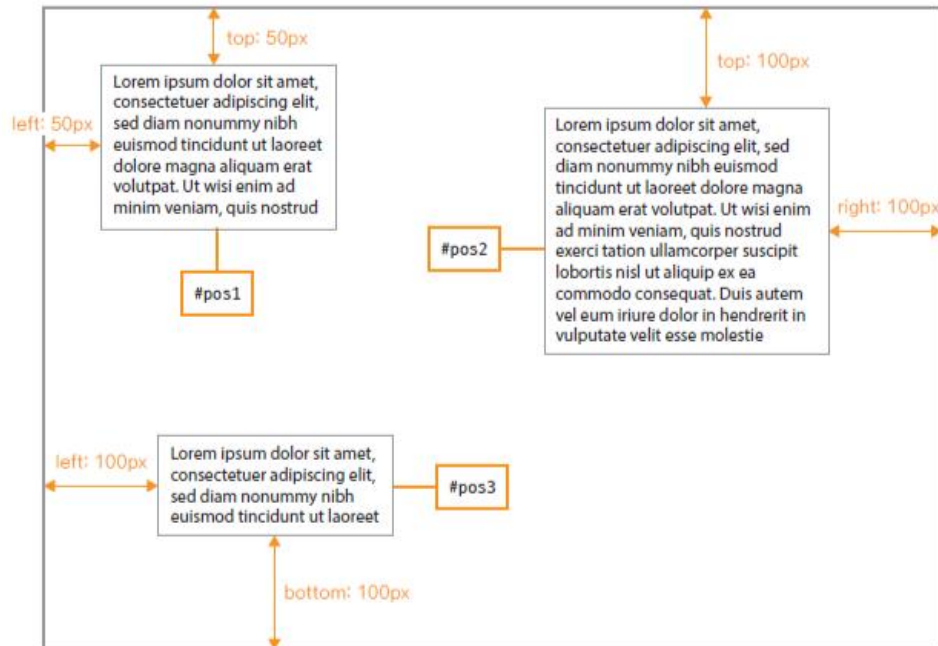 top: 50px
Lorem ipsum dolor sit amet,
consectetuer adipiscing elit,
sed diam nonummy nibh
euismod tincidunt ut laoreet
dolore magna aliquam erat
volutpat. Ut wisi enim ad
minim veniam, quis nostrud
left: 50px
#pos1
top: 100px
Lorem ipsum dolor sit amet,
consectetuer adipiscing elit, sed
diam nonummy nibh euismod
tincidunt ut laoreet dolore magna
aliquam erat volutpat. Ut wisi enim
ad minim veniam, quis nostrud
exerci tation ullamcorper suscipit
lobortis nisl ut aliquip ex ea
commodo consequat. Duis autem
vel eum iriure dolor in hendrerit in
vulputate velit esse molestie
right: 100px
#pos2
left: 100px
Lorem ipsum dolor sit amet,
consectetuer adipiscing elit,
sed diam nonummy nibh
euismod tincidunt ut laoreet
#pos3
bottom: 100px